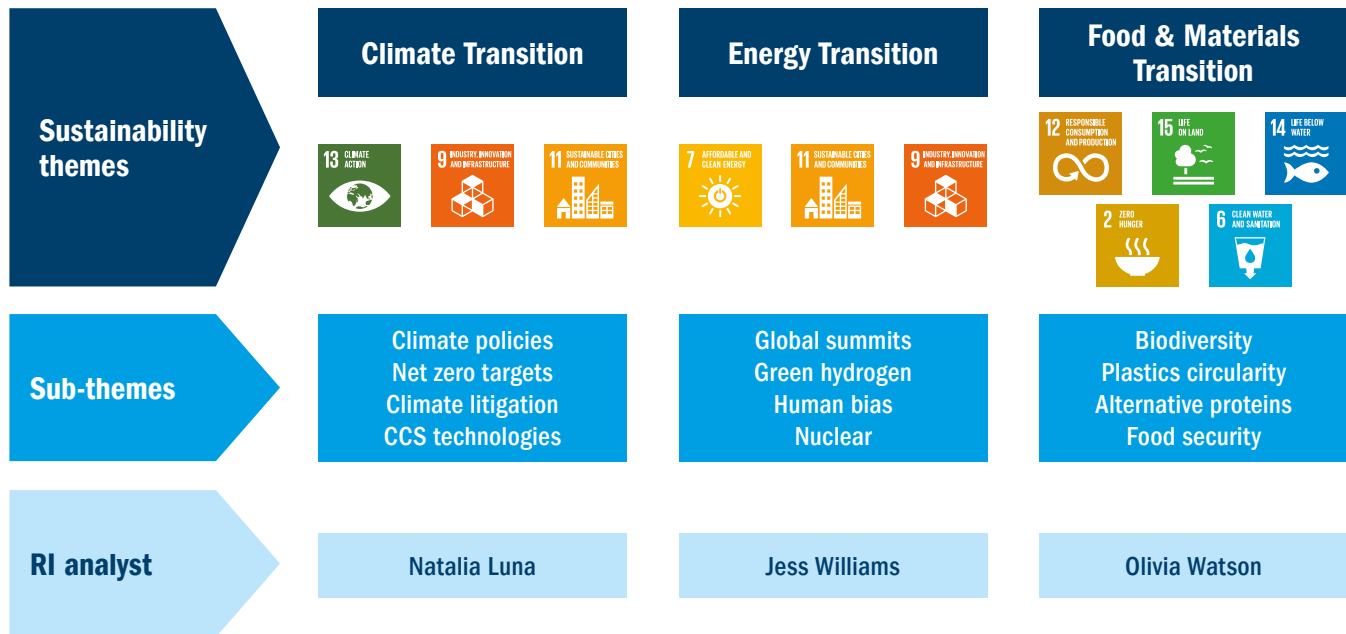 Sustainability
themes
Climate Transition
Energy Transition
Food & Materials
Transition
13 CLIMATE
ACTION
9 INDUSTRY, INNOVATION
AND INFRASTRUCTURE
11 SUSTAINABLE CITIES
AND COMMUNITIES
7 AFFORDABLE AND
CLEAN ENERGY
11 SUSTAINABLE CITIES
AND COMMUNITIES
9 INDUSTRY, INNOVATION
AND INFRASTRUCTURE
12 RESPONSIBLE
CONSUMPTION
AND PRODUCTION
15 LIFE
ON LAND
14 LIFE BELOW
WATER
2 ZERO
HUNGER
6 CLEAN WATER
AND SANITATION
Sub-themes
Climate policies
Net zero targets
Climate litigation
CCS technologies
Global summits
Green hydrogen
Human bias
Nuclear
Biodiversity
Plastics circularity
Alternative proteins
Food security
RI analyst
Natalia Luna
Jess Williams
Olivia Watson